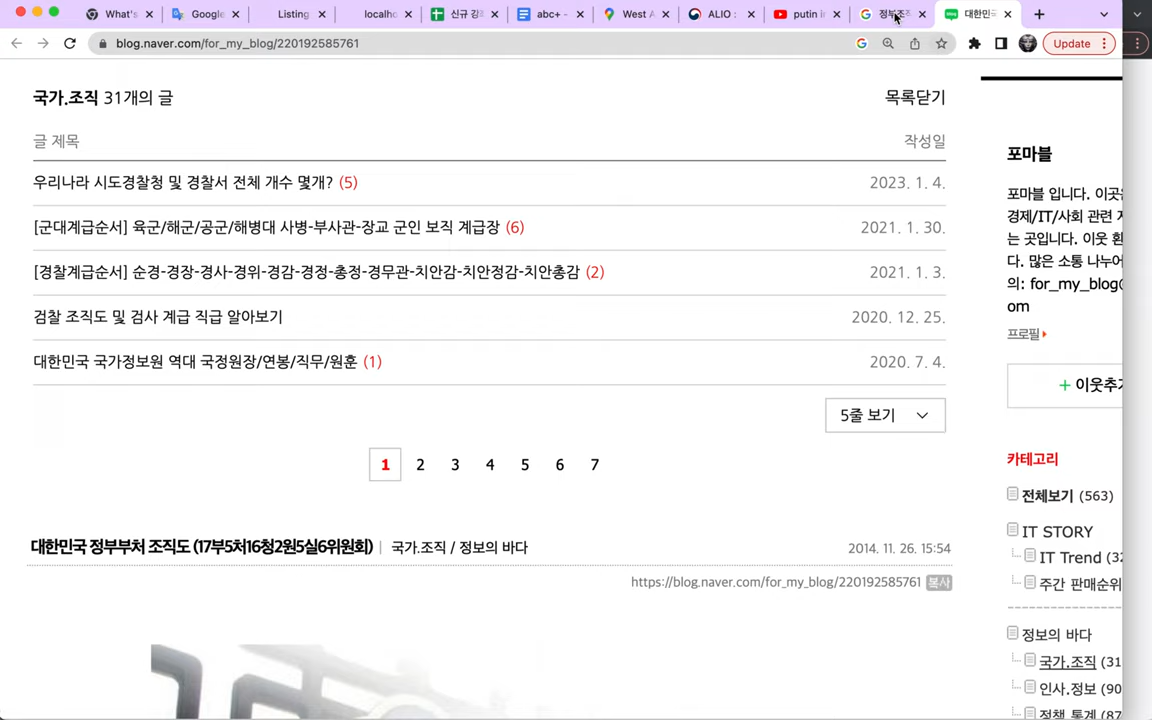 What's
Google
Listing
localho
신규 강
abc+ -
West A
ALIO :
putin i
정부조직
대한민국
blog.naver.com/for_my_blog/220192585761
Update
국가.조직 31개의 글
목록닫기
글 제목
작성일
우리나라 시도경찰청 및 경찰서 전체 개수 몇개? (5)
2023. 1. 4.
[군대계급순서] 육군/해군/공군/해병대 사병-부사관-장교 군인 보직 계급장 (6)
2021. 1. 30.
[경찰계급순서] 순경-경장-경사-경위-경감-경정-총정-경무관-치안감-치안정감-치안총감 (2)
2021. 1. 3.
검찰 조직도 및 검사 계급 직급 알아보기
2020. 12. 25.
대한민국 국가정보원 역대 국정원장/연봉/직무/원훈 (1)
2020. 7. 4.
5줄 보기
1 2 3 4 5 6 7
대한민국 정부부처 조직도 (17부5처16청2원5실6위원회) | 국가.조직 / 정보의 바다
2014. 11. 26. 15:54
https://blog.naver.com/for_my_blog/220192585761 복사
포마블
포마블 입니다. 이곳은
경제/IT/사회 관련 지
는 곳입니다. 이웃 환
다. 많은 소통 나누어
의: for_my_blog@
om
프로필
+ 이웃추가
카테고리
전체보기 (563)
IT STORY
IT Trend (32
주간 판매순위
정보의 바다
국가.조직 (31
인사.정보 (90
정책 통계 (87